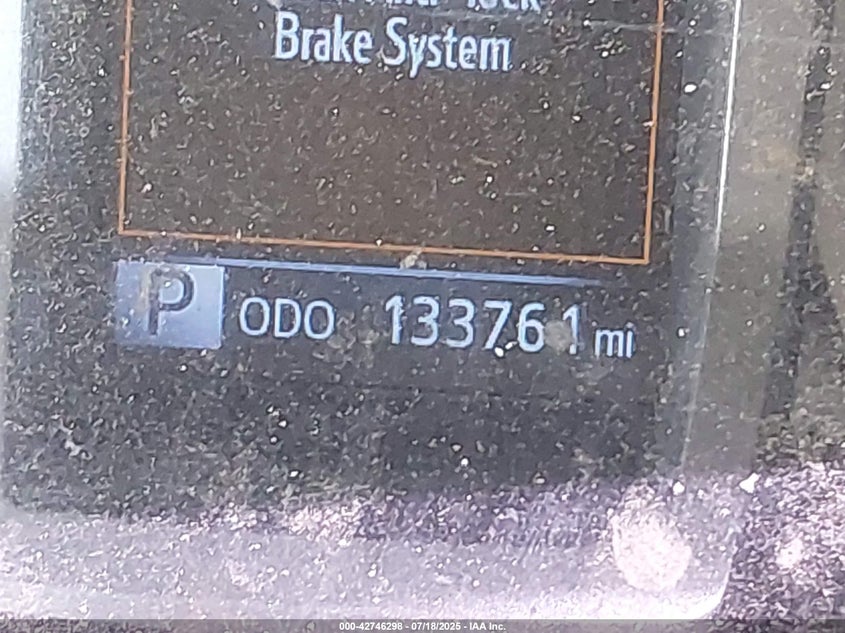 Brake System
P ODO 133761 mi
000-42746298 - 07/18/2025 - IAA Inc.